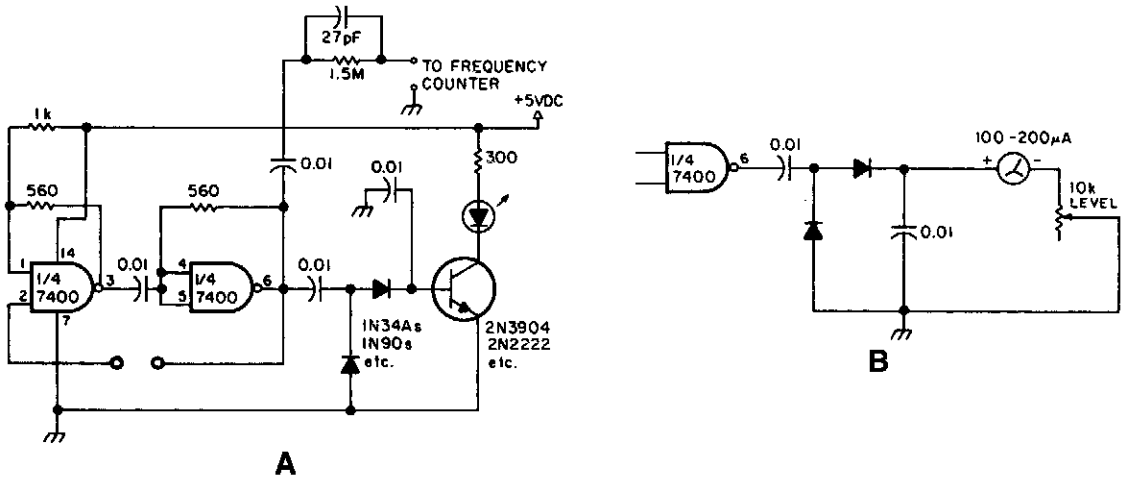 27pF
1.5M
TO FREQUENCY
COUNTER
+5VDC
1k
0.01
300
560
560
0.01
14
1
1/4
7400
2
3
7
0.01
4
1/4
7400
5
6
0.01
1N34As
1N90s
etc.
2N3904
2N2222
etc.
A
1/4
7400
6
0.01
100-200µA
+
-
10k
LEVEL
0.01
B